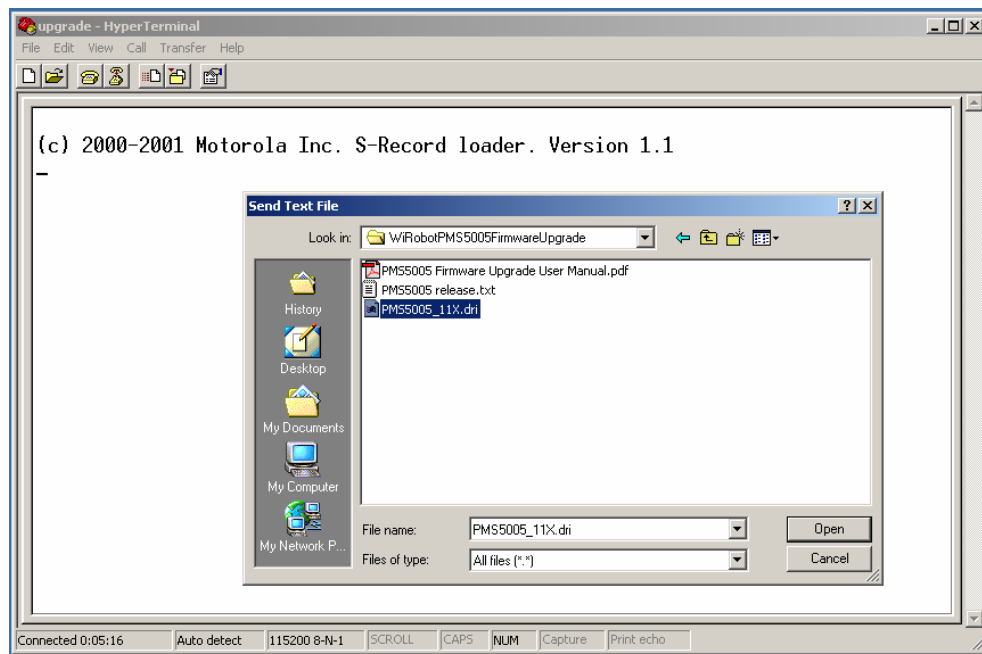 upgrade - HyperTerminal
File Edit View Call Transfer Help
(c) 2000-2001 Motorola Inc. S-Record loader. Version 1.1
Send Text File
Look in: WiRobotPMS5005FirmwareUpgrade
PMS5005 Firmware Upgrade User Manual.pdf
PMS5005 release.txt
PMS5005_11X.dri
History
Desktop
My Documents
My Computer
My Network P...
File name: PMS5005_11X.dri Open
Files of type: All files (*.*) Cancel
Connected 0:05:16 Auto detect 115200 8-N-1 SCROLL CAPS NUM Capture Print echo